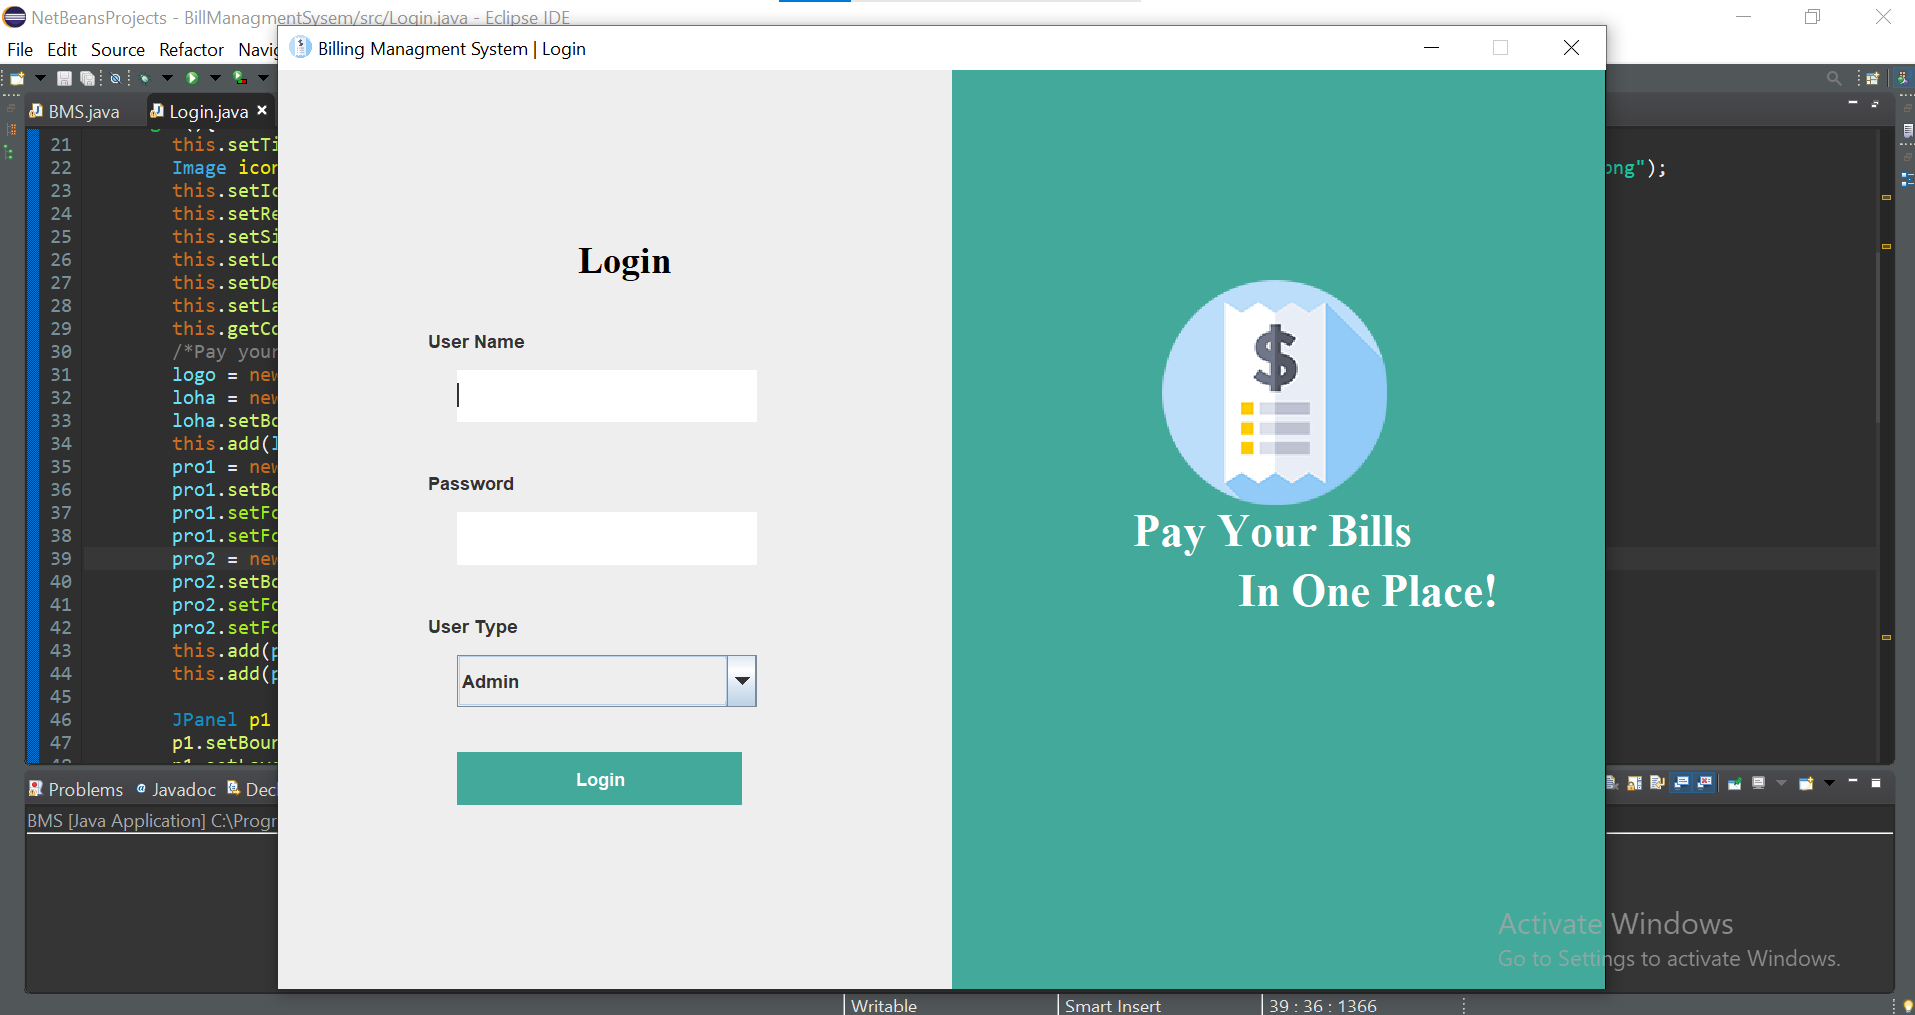 NetBeansProjects - BillManagmentSysem/src/Login.java - Eclipse IDE
File Edit Source Refactor
Billing Managment System | Login
BMS.java
Login.java
21 this.setTi
22 Image icon
23 this.setIc
24 this.setRe
25 this.setSi
26 this.setLo
27 this.setDe
28 this.setLa
29 this.getCo
30 /*Pay your
31 logo = new
32 loha = new
33 loha.setBo
34 this.add(l
35 pro1 = new
36 pro1.setBo
37 pro1.setFo
38 pro1.setFo
39 pro2 = new
40 pro2.setBo
41 pro2.setFo
42 pro2.setFo
43 this.add(p
44 this.add(p
45
46 JPanel p1
47 p1.setBoun
png");
Login
User Name
Password
User Type
Admin
Login
$
Pay Your Bills
In One Place!
Problems
@ Javadoc
BMS [Java Application] C:\Progr
Activate Windows
Go to Settings to activate Windows.
Writable
Smart Insert
39 : 36 : 1366